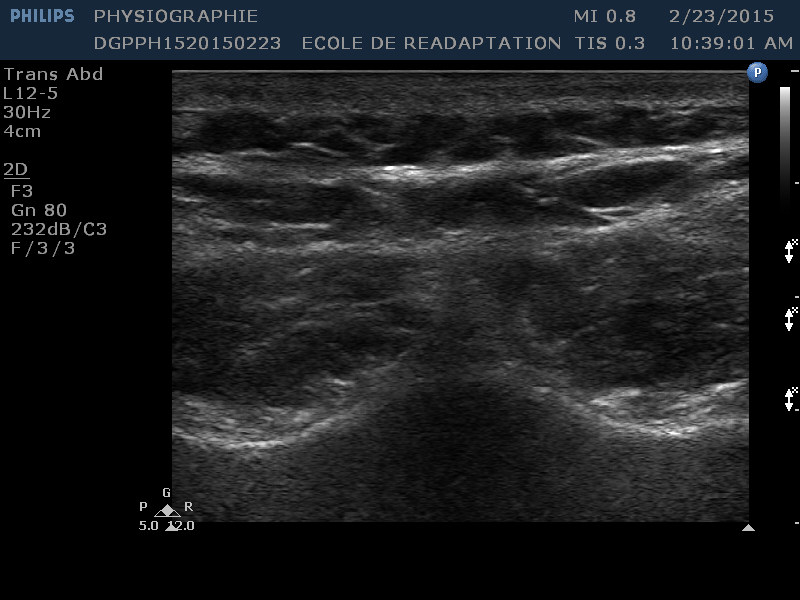 PHILIPS PHYSIOGRAPHIE MI 0.8 2/23/2015
DGPPH1520150223 ECOLE DE READAPTATION TIS 0.3 10:39:01 AM
Trans Abd
L12-5
30Hz
4cm
2D
F3
Gn 80
232dB/C3
F/3/3
P
G
P R
5.0 12.0